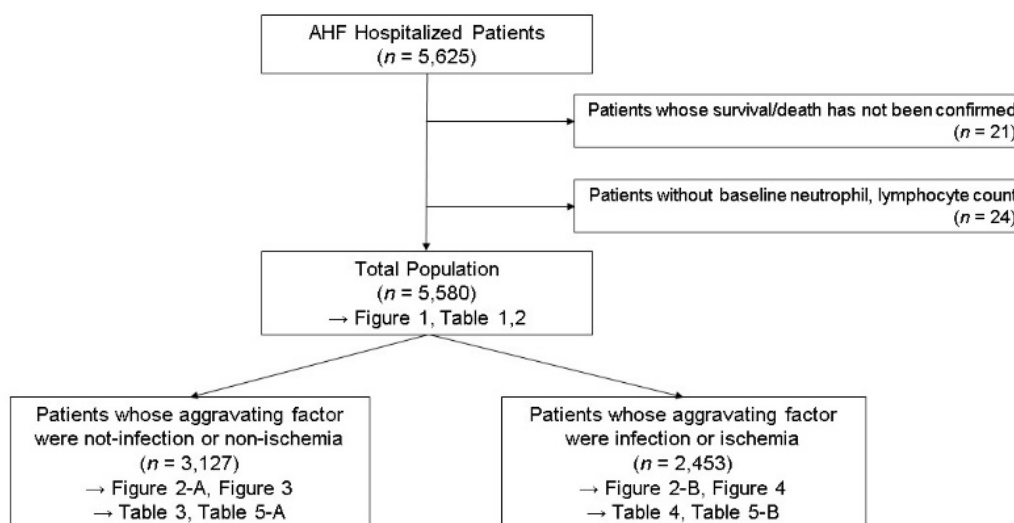 AHF Hospitalized Patients
(n = 5,625)
Patients whose survival/death has not been confirmed
(n = 21)
Patients without baseline neutrophil, lymphocyte count
(n = 24)
Total Population
(n = 5,580)
→ Figure 1, Table 1,2
Patients whose aggravating factor
were not-infection or non-ischemia
(n = 3,127)
→ Figure 2-A, Figure 3
→ Table 3, Table 5-A
Patients whose aggravating factor
were infection or ischemia
(n = 2,453)
→ Figure 2-B, Figure 4
→ Table 4, Table 5-B